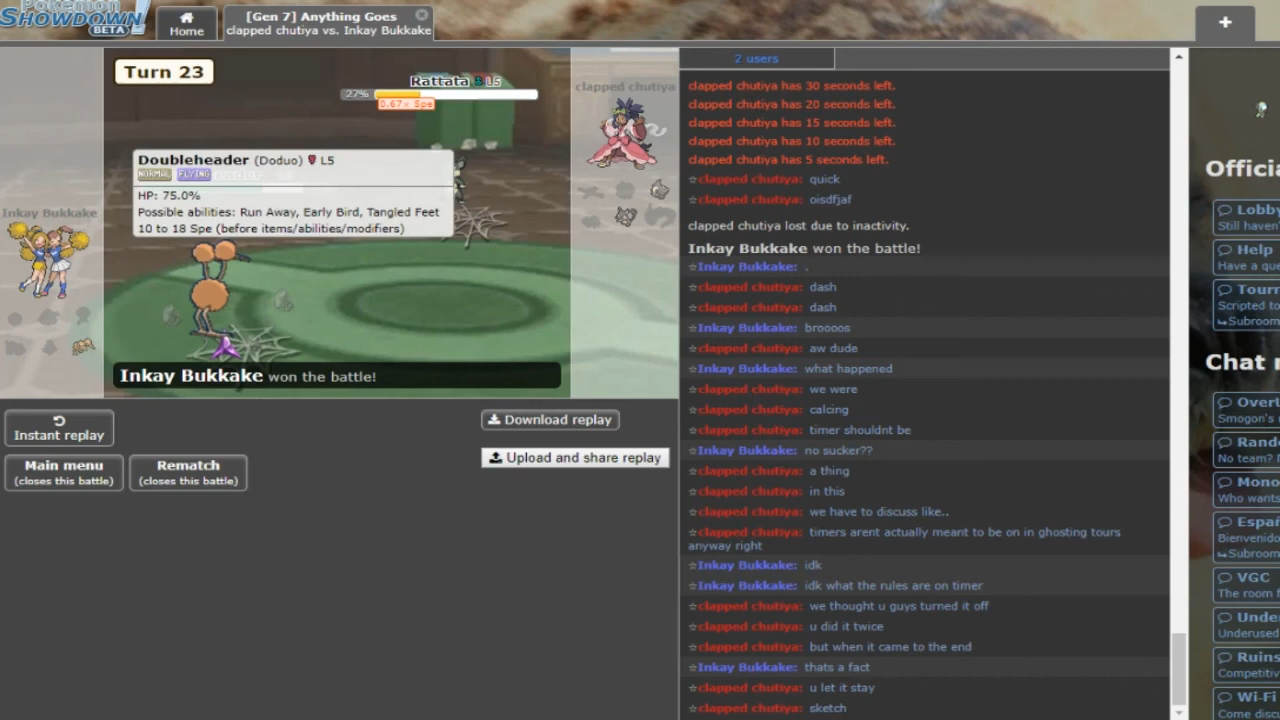 Pokémon
SHOWDOWN!
BETA
Home
[Gen 7] Anything Goes
clapped chutiya vs. Inkay Bukkake
+
Turn 23
Rattata L5
27%
0.67× Spe
Doubleheader (Doduo) L5
NORMAL FLYING
HP: 75.0%
Possible abilities: Run Away, Early Bird, Tangled Feet
10 to 18 Spe (before items/abilities/modifiers)
clapped chutiya
Inkay Bukkake
Inkay Bukkake won the battle!
Instant replay
Download replay
Upload and share replay
Main menu
(closes this battle)
Rematch
(closes this battle)
2 users
clapped chutiya has 30 seconds left.
clapped chutiya has 20 seconds left.
clapped chutiya has 15 seconds left.
clapped chutiya has 10 seconds left.
clapped chutiya has 5 seconds left.
☆clapped chutiya: quick
☆clapped chutiya: oisdfjaf
clapped chutiya lost due to inactivity.
Inkay Bukkake won the battle!
☆Inkay Bukkake: .
☆clapped chutiya: dash
☆clapped chutiya: dash
☆Inkay Bukkake: broooos
☆clapped chutiya: aw dude
☆Inkay Bukkake: what happened
☆clapped chutiya: we were
☆clapped chutiya: calcing
☆clapped chutiya: timer shouldnt be
☆Inkay Bukkake: no sucker??
☆clapped chutiya: a thing
☆clapped chutiya: in this
☆clapped chutiya: we have to discuss like..
☆clapped chutiya: timers arent actually meant to be on in ghosting tours
anyway right
☆Inkay Bukkake: idk
☆Inkay Bukkake: idk what the rules are on timer
☆clapped chutiya: we thought u guys turned it off
☆clapped chutiya: u did it twice
☆clapped chutiya: but when it came to the end
☆Inkay Bukkake: thats a fact
☆clapped chutiya: u let it stay
☆clapped chutiya: sketch
Officia
Lobby
Still haven'
Help
Have a que
Tourn
Scripted to
↳Subroom
Chat r
OverU
Smogon's
Rando
No team? N
Mono
Who wants
Españ
Bienvenido
↳Subroom
VGC
The room f
Under
Underused
Ruins
Competitiv
Wi-Fi
Come discu